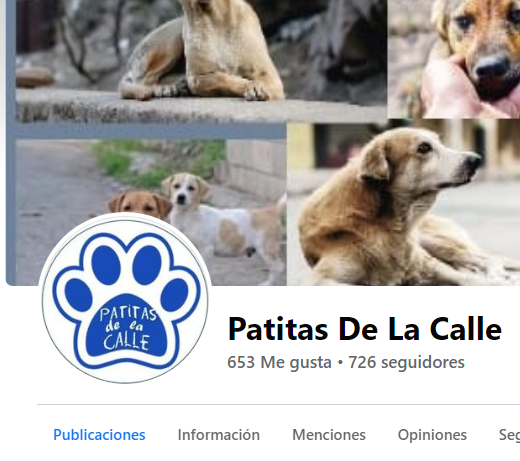 PATITAS
de la
CALLE
Patitas De La Calle
653 Me gusta • 726 seguidores
Publicaciones Información Menciones Opiniones Seg